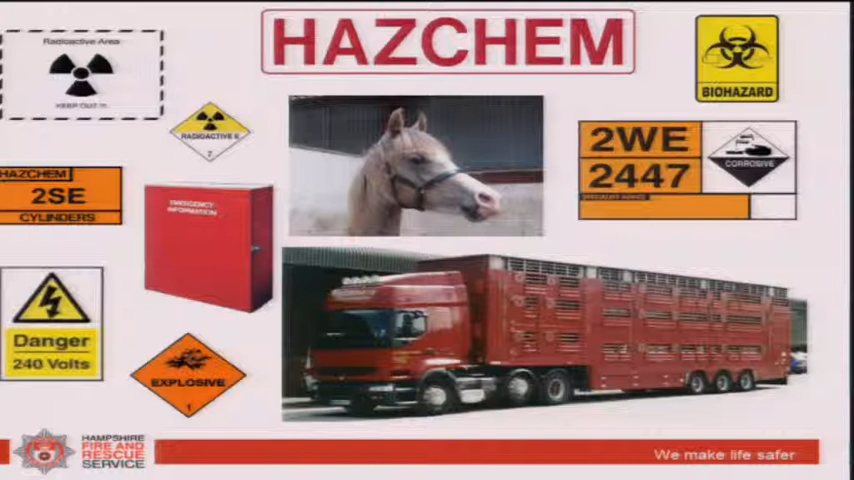 HAZCHEM
Radioactive Area
KEEP OUT !!!
BIOHAZARD
RADIOACTIVE II
7
2WE
2447
CORROSIVE
HAZCHEM
2SE
CYLINDERS
EMERGENCY
INFORMATION
Danger
240 Volts
EXPLOSIVE
1
HAMPSHIRE
FIRE AND
RESCUE
SERVICE
We make life safer